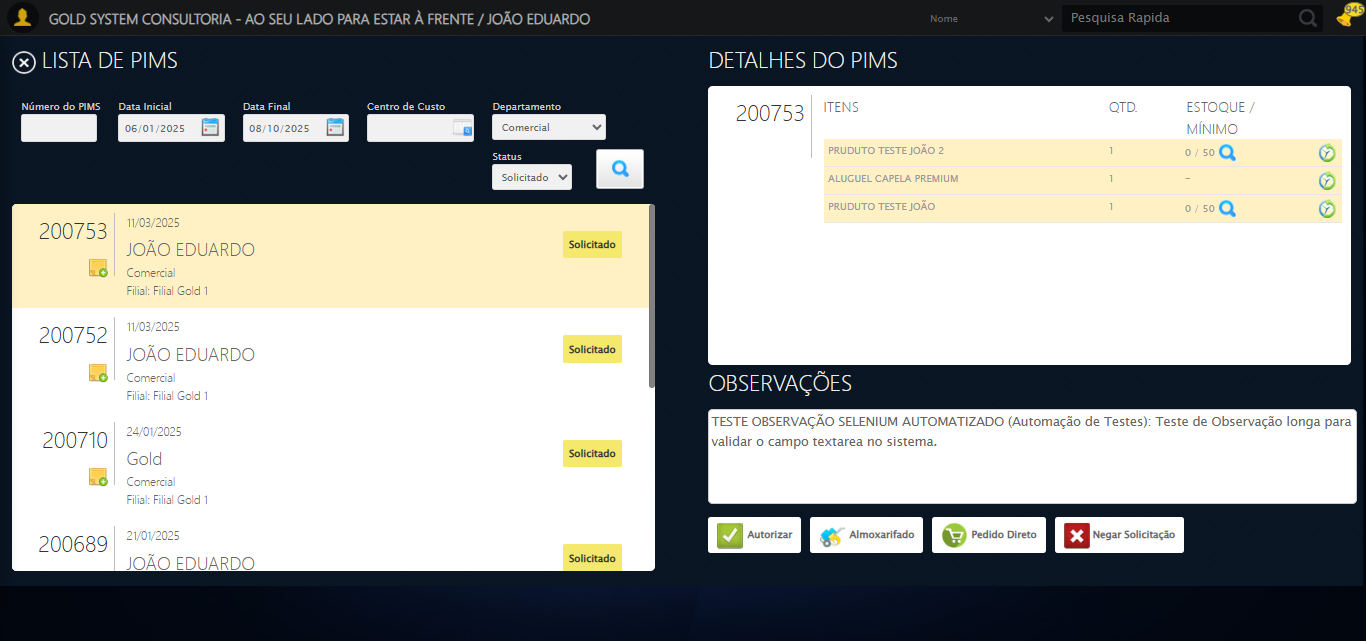 GOLD SYSTEM CONSULTORIA - AO SEU LADO PARA ESTAR À FRENTE / JOÃO EDUARDO
Nome
Pesquisa Rapida
945
LISTA DE PIMS
Número do PIMS
Data Inicial
Data Final
Centro de Custo
Departamento
06/01/2025
08/10/2025
Comercial
Status
Solicitado
200753
11/03/2025
JOÃO EDUARDO
Comercial
Filial: Filial Gold 1
Solicitado
200752
11/03/2025
JOÃO EDUARDO
Comercial
Filial: Filial Gold 1
Solicitado
200710
24/01/2025
Gold
Comercial
Filial: Filial Gold 1
Solicitado
200689
21/01/2025
JOÃO EDUARDO
Solicitado
DETALHES DO PIMS
200753
ITENS QTD. ESTOQUE /
MÍNIMO
PRUDUTO TESTE JOÃO 2 1 0 / 50
ALUGUEL CAPELA PREMIUM 1 -
PRUDUTO TESTE JOÃO 1 0 / 50
OBSERVAÇÕES
TESTE OBSERVAÇÃO SELENIUM AUTOMATIZADO (Automação de Testes): Teste de Observação longa para
validar o campo textarea no sistema.
Autorizar
Almoxarifado
Pedido Direto
Negar Solicitação